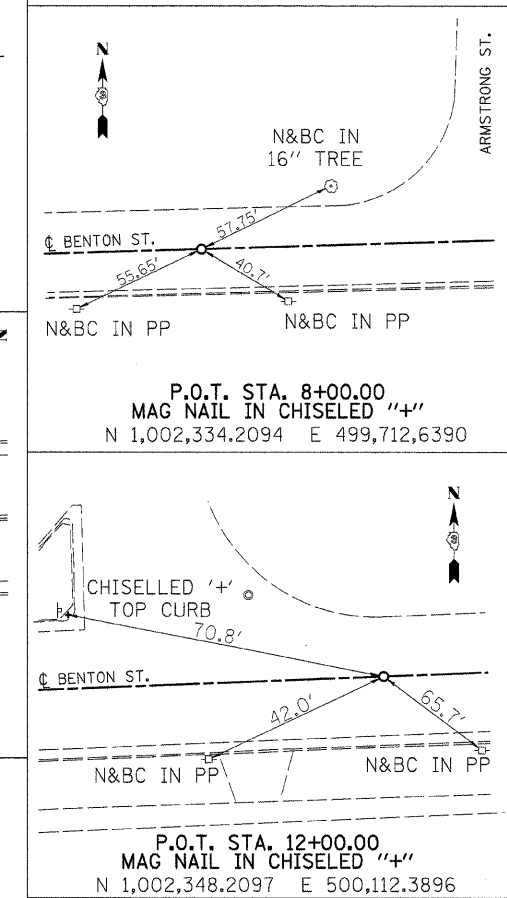 N
ARMSTRONG ST.
N&BC IN
16" TREE
57.75'
℄ BENTON ST.
55.65'
40.7'
N&BC IN PP
N&BC IN PP
P.O.T. STA. 8+00.00
MAG NAIL IN CHISELED "+"
N 1,002,334.2094 E 499,712.6390
N
CHISELLED '+'
TOP CURB
70.8'
℄ BENTON ST.
42.0'
65.7'
N&BC IN PP
N&BC IN PP
P.O.T. STA. 12+00.00
MAG NAIL IN CHISELED "+"
N 1,002,348.2097 E 500,112.3896